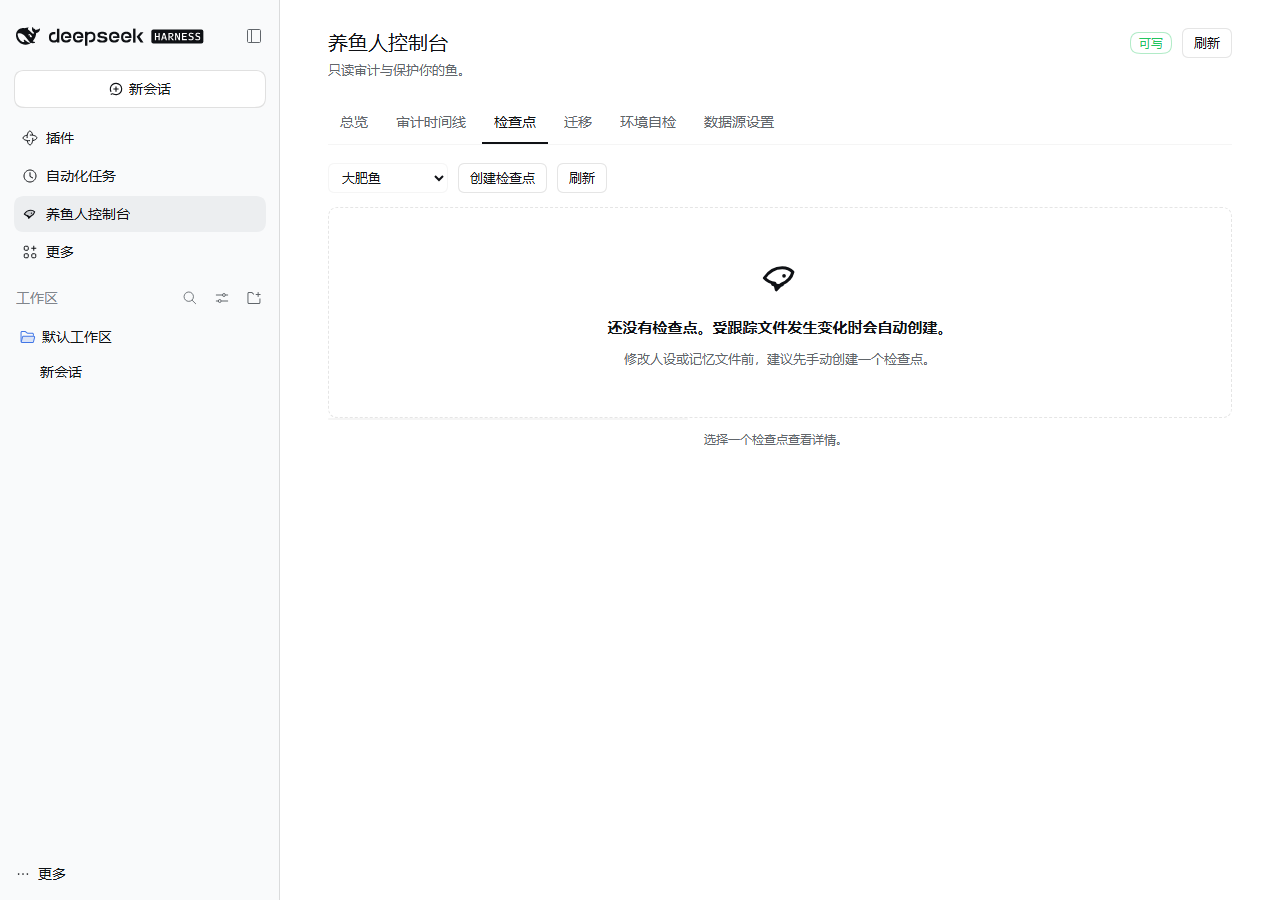 deepseek HARNESS
新会话
插件
自动化任务
养鱼人控制台
更多
工作区
默认工作区
新会话
更多
养鱼人控制台
只读审计与保护你的鱼。
可写
刷新
总览 审计时间线 检查点 迁移 环境自检 数据源设置
大肥鱼 创建检查点 刷新
还没有检查点。受跟踪文件发生变化时会自动创建。
修改人设或记忆文件前，建议先手动创建一个检查点。
选择一个检查点查看详情。